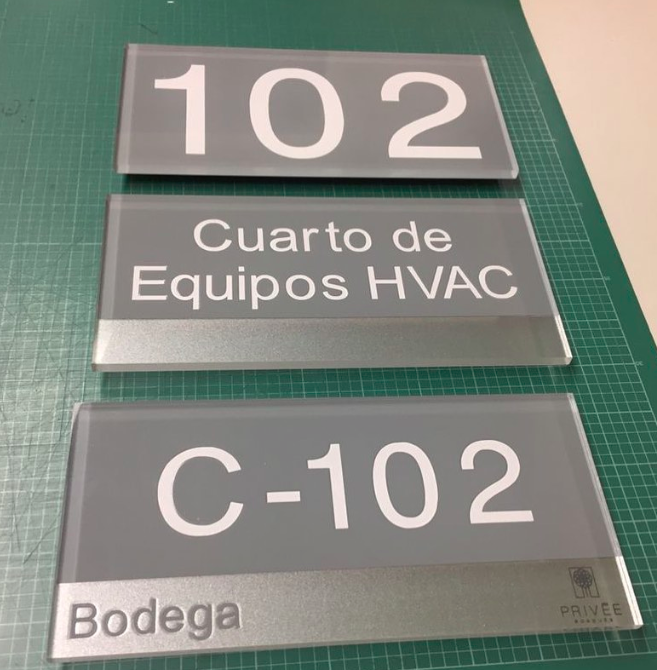 102
Cuarto de
Equipos HVAC
C-102
Bodega
PRIVÉE